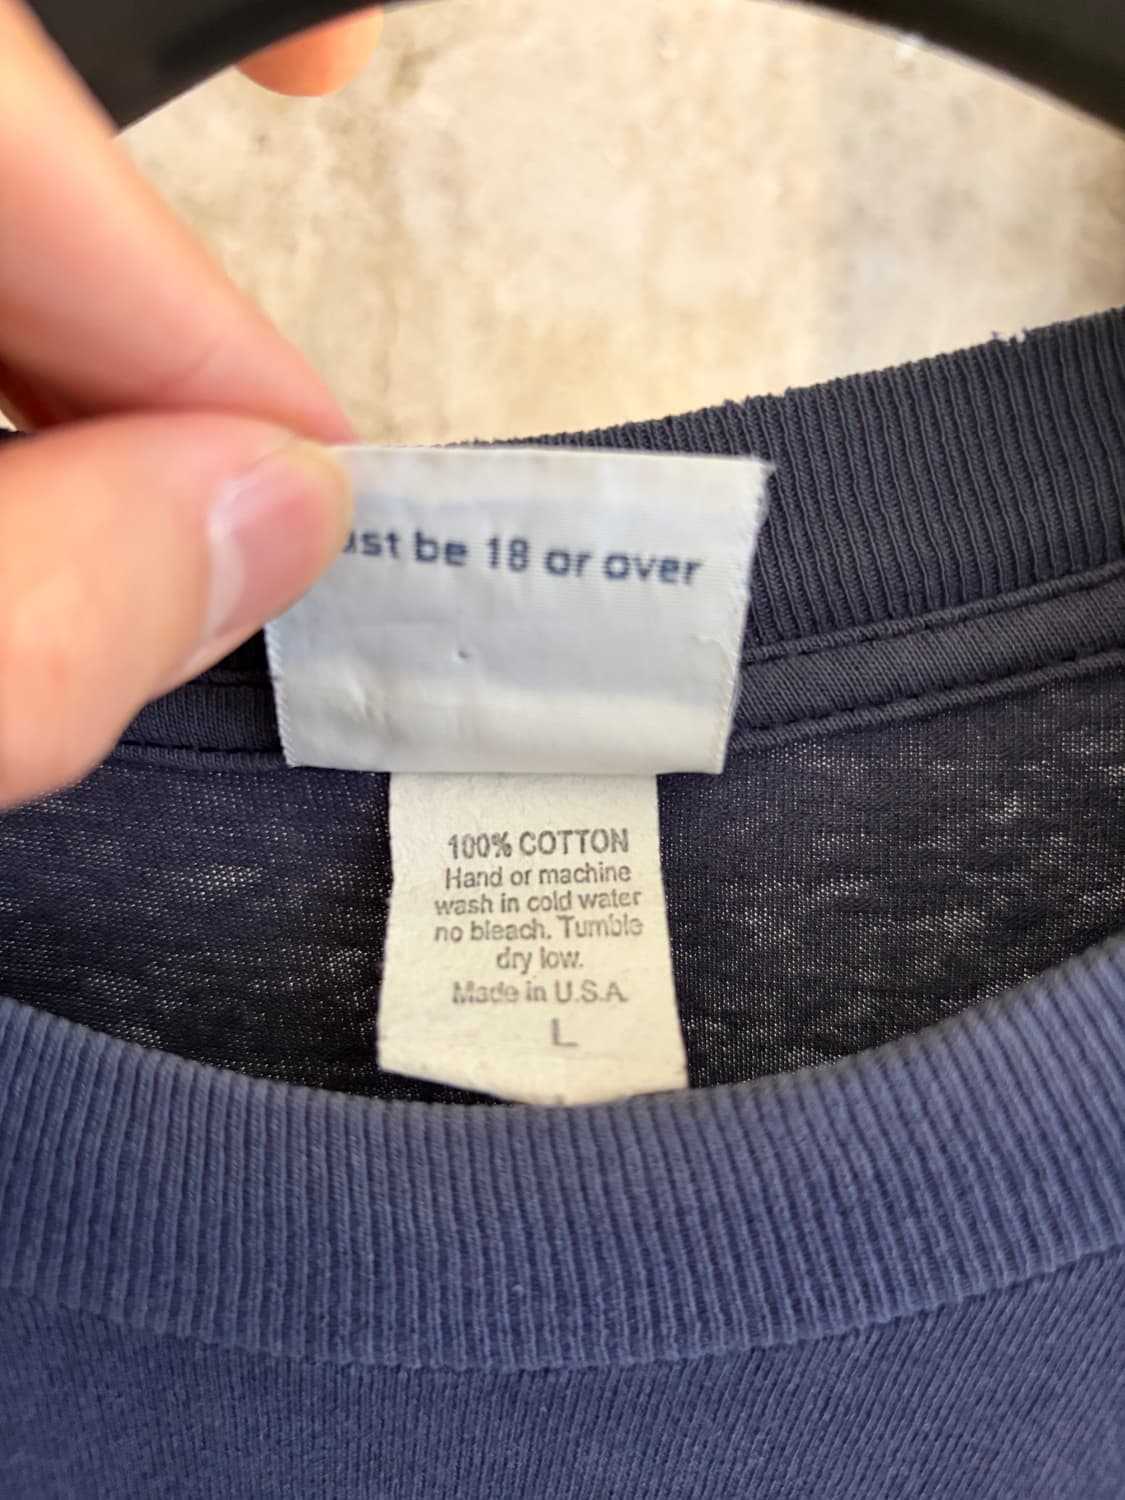 ust be 18 or over
100% COTTON
Hand or machine
wash in cold water
no bleach. Tumble
dry low.
Made in U.S.A.
L